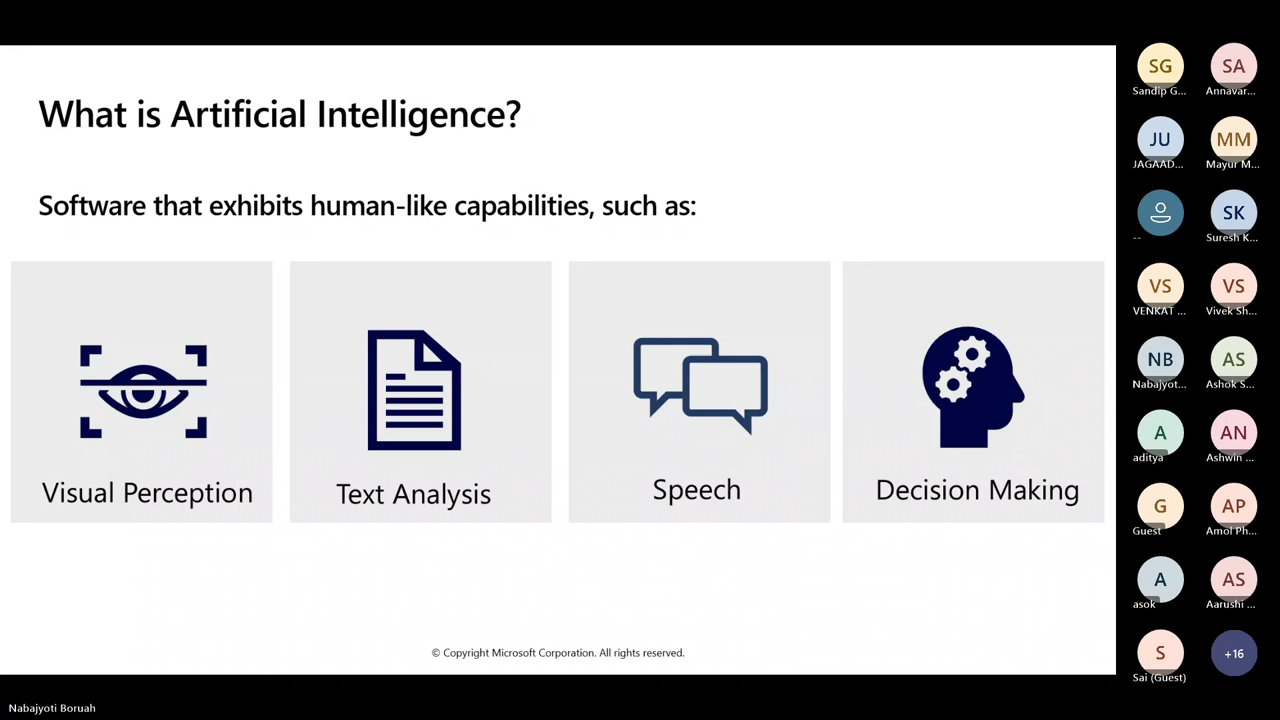 What is Artificial Intelligence?
Software that exhibits human-like capabilities, such as:
Visual Perception
Text Analysis
Speech
Decision Making
© Copyright Microsoft Corporation. All rights reserved.
SG
Sandip G...
SA
Annavar...
JU
JAGAAD...
MM
Mayur M...
--
SK
Suresh K...
VS
VENKAT ...
VS
Vivek Sh...
NB
Nabajyot...
AS
Ashok S...
A
aditya
AN
Ashwin ...
G
Guest
AP
Amol Ph...
A
asok
AS
Aarushi ...
S
Sai (Guest)
+16
Nabajyoti Boruah